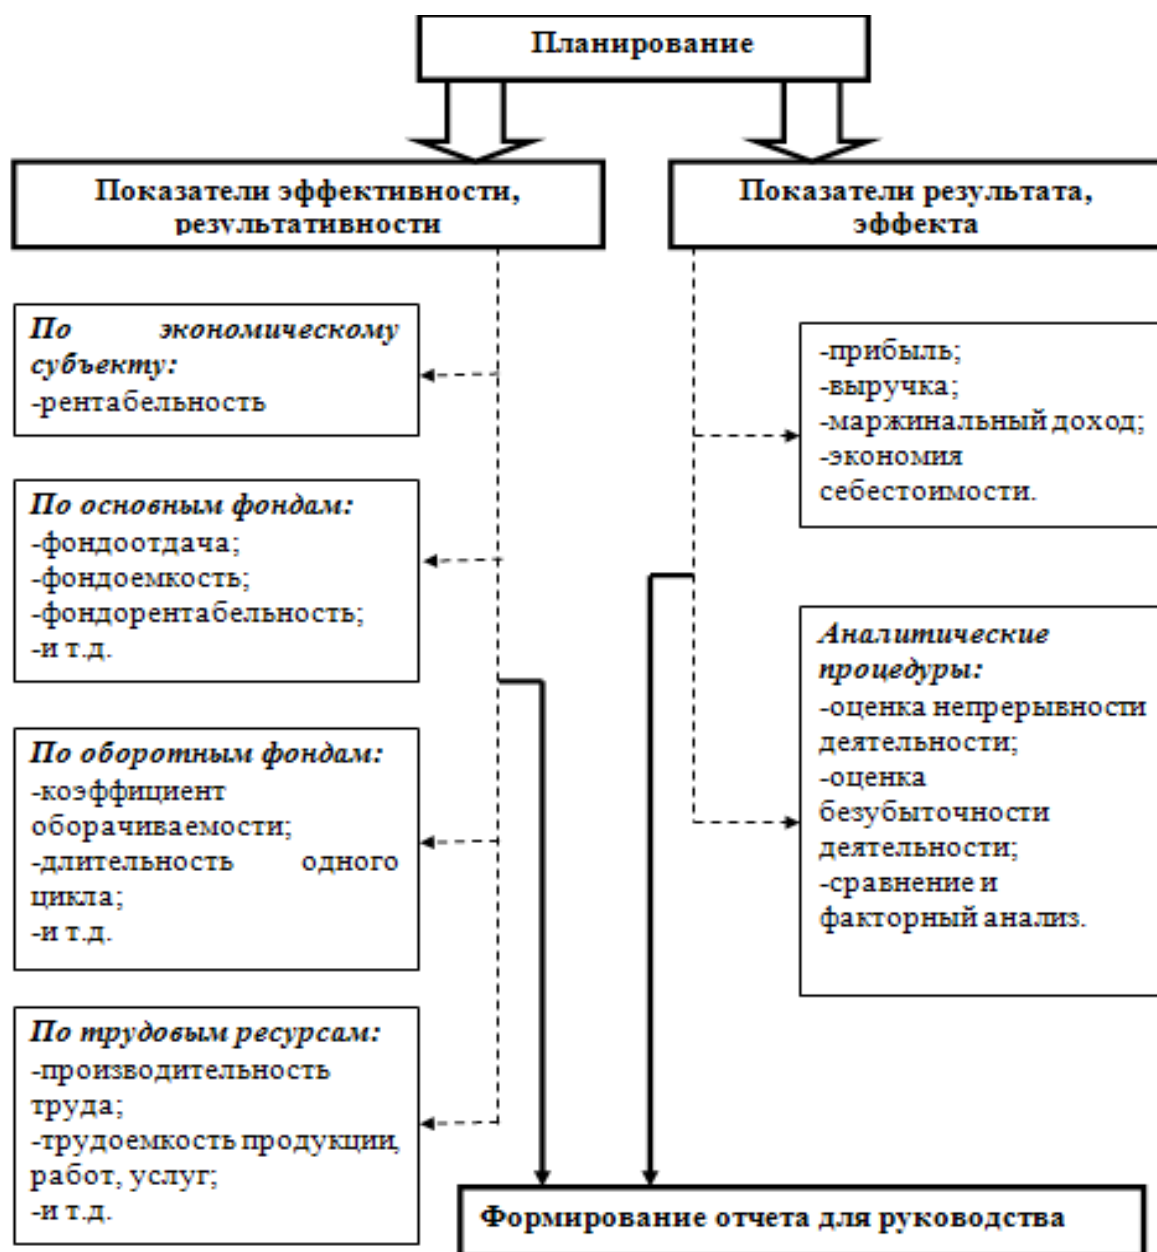 Планирование
Показатели эффективности,
результативности
Показатели результата,
эффекта
По экономическому
субъекту:
-рентабельность
По основным фондам:
-фондоотдача;
-фондоемкость;
-фондорентабельность;
-и т.д.
По оборотным фондам:
-коэффициент
оборачиваемости;
-длительность одного
цикла;
-и т.д.
По трудовым ресурсам:
-производительность
труда;
-трудоемкость продукции,
работ, услуг;
-и т.д.
-прибыль;
-выручка;
-маржинальный доход;
-экономия
себестоимости.
Аналитические
процедуры:
-оценка непрерывности
деятельности;
-оценка
безубыточности
деятельности;
-сравнение и
факторный анализ.
Формирование отчета для руководства